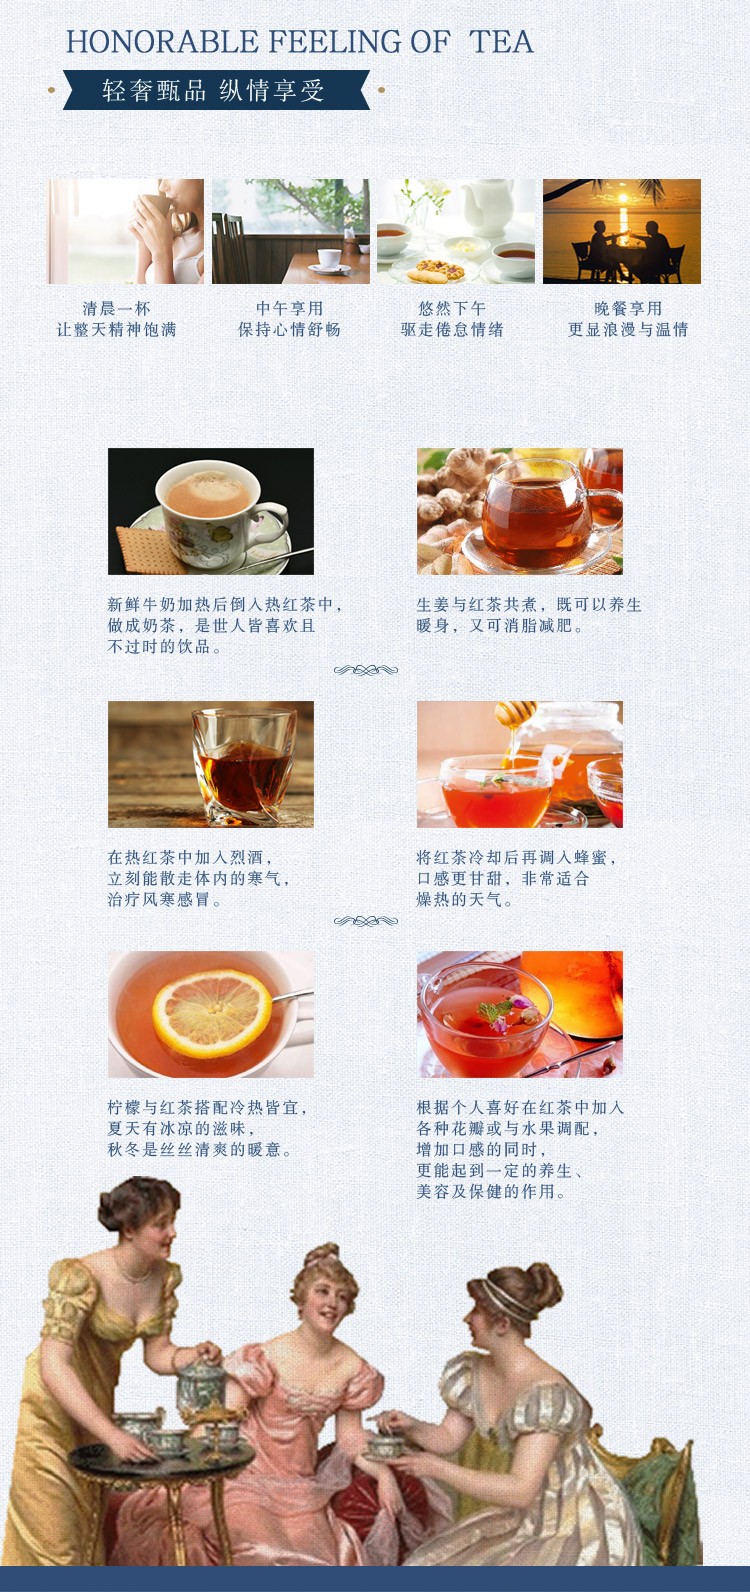 HONORABLE FEELING OF TEA
轻奢甄品 纵情享受
清晨一杯
让整天精神饱满
中午享用
保持心情舒畅
悠然下午
驱走倦怠情绪
晚餐享用
更显浪漫与温情
新鲜牛奶加热后倒入热红茶中，
做成奶茶，是世人皆喜欢且
不过时的饮品。
生姜与红茶共煮，既可以养生
暖身，又可消脂减肥。
在热红茶中加入烈酒，
立刻能散走体内的寒气，
治疗风寒感冒。
将红茶冷却后再调入蜂蜜，
口感更甘甜，非常适合
燥热的天气。
柠檬与红茶搭配冷热皆宜，
夏天有冰凉的滋味，
秋冬是丝丝清爽的暖意。
根据个人喜好在红茶中加入
各种花瓣或与水果调配，
增加口感的同时，
更能起到一定的养生、
美容及保健的作用。